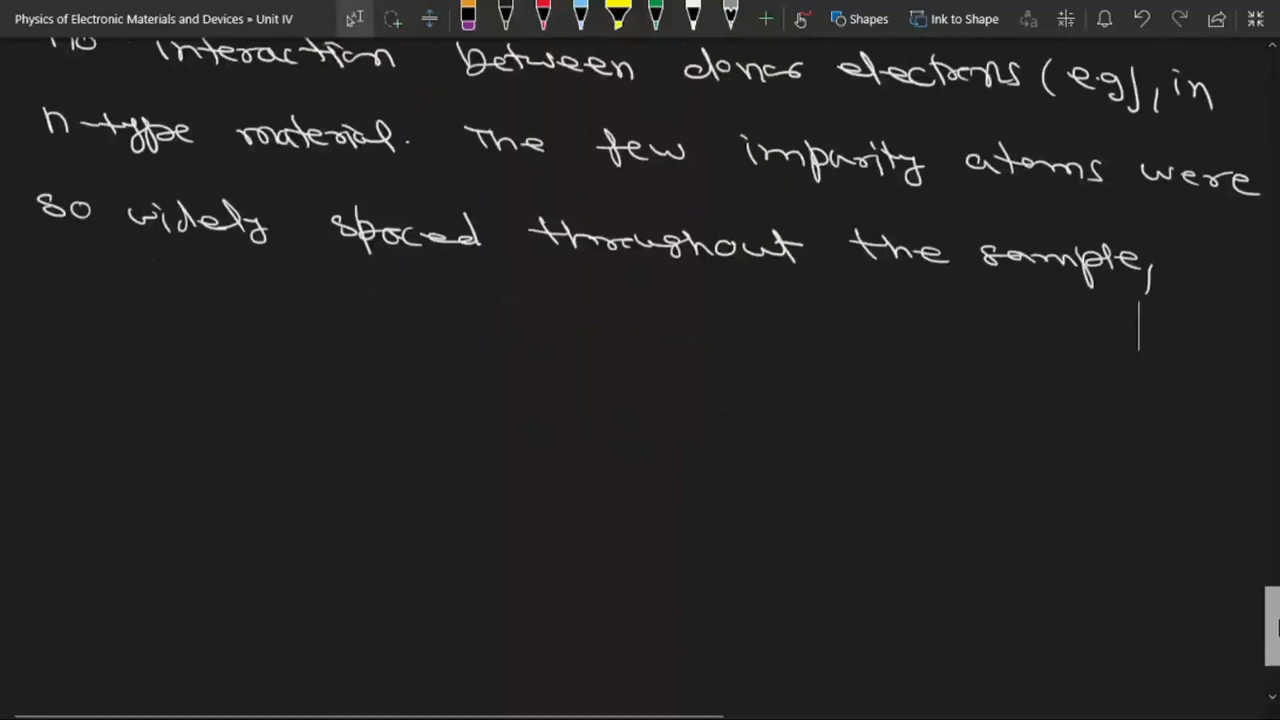 Physics of Electronic Materials and Devices » Unit IV
Shapes
Ink to Shape
no interaction between donor electrons (e.g), in
n-type material. The few impurity atoms were
so widely spaced throughout the sample,